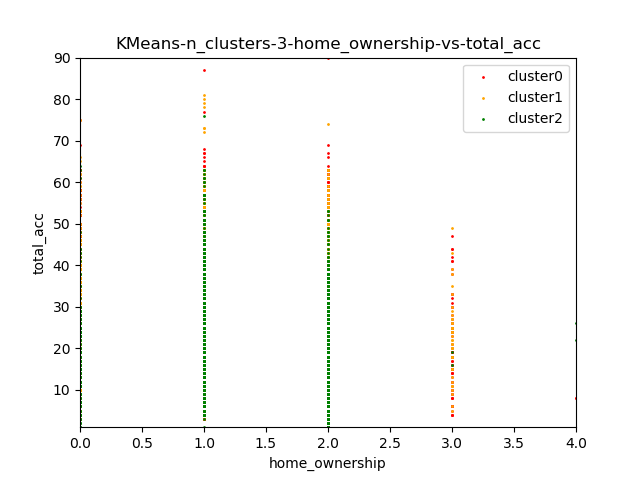 KMeans-n_clusters-3-home_ownership-vs-total_acc
90
80
70
60
50
40
30
20
10
total_acc
cluster0
cluster1
cluster2
0.0 0.5 1.0 1.5 2.0 2.5 3.0 3.5 4.0
home_ownership